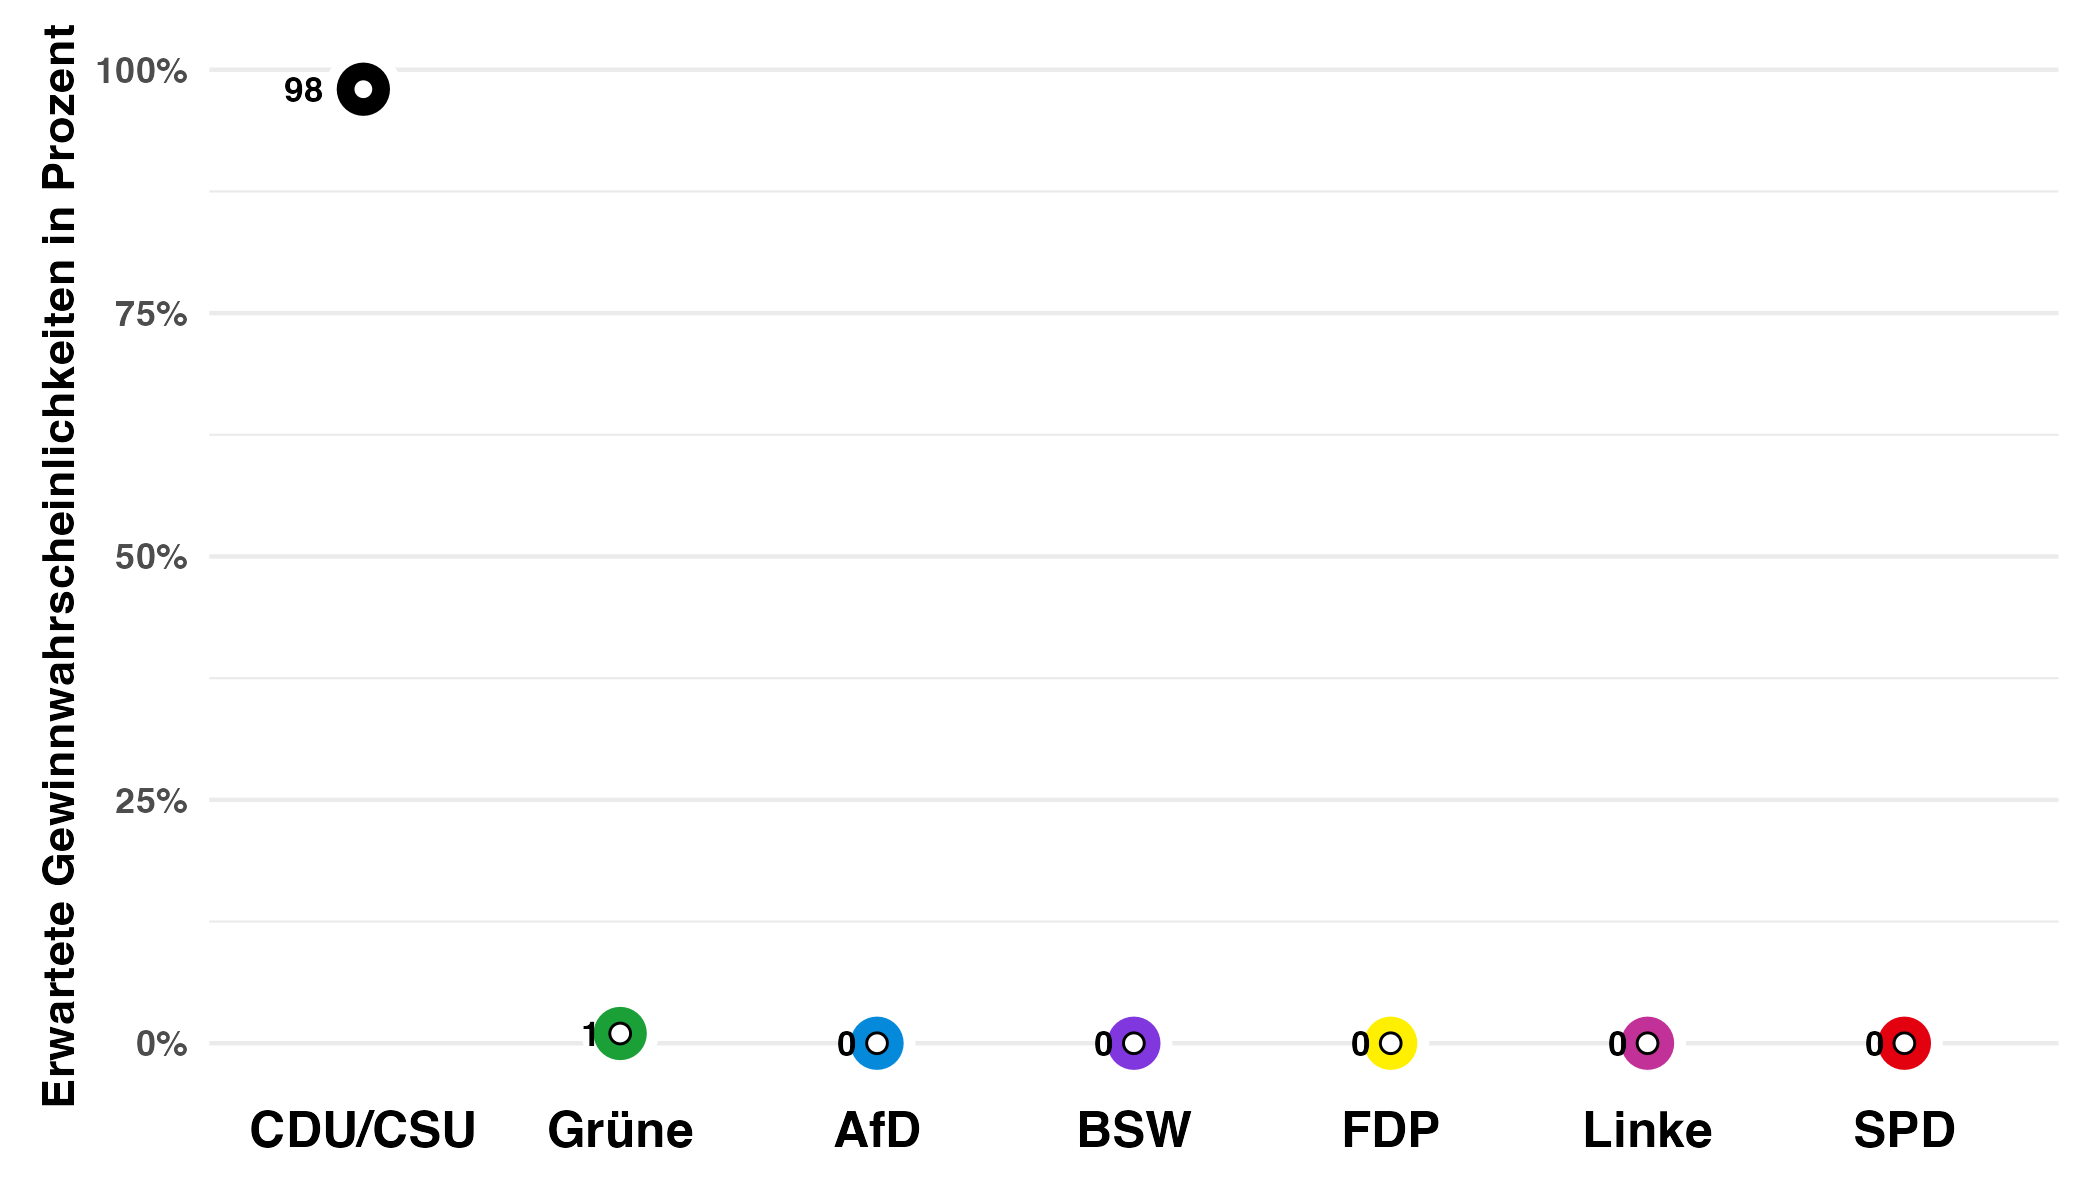 Erwartete Gewinnwahrscheinlichkeiten in Prozent
100%
75%
50%
25%
0%
98
1
0
0
0
0
0
CDU/CSU
Grüne
AfD
BSW
FDP
Linke
SPD